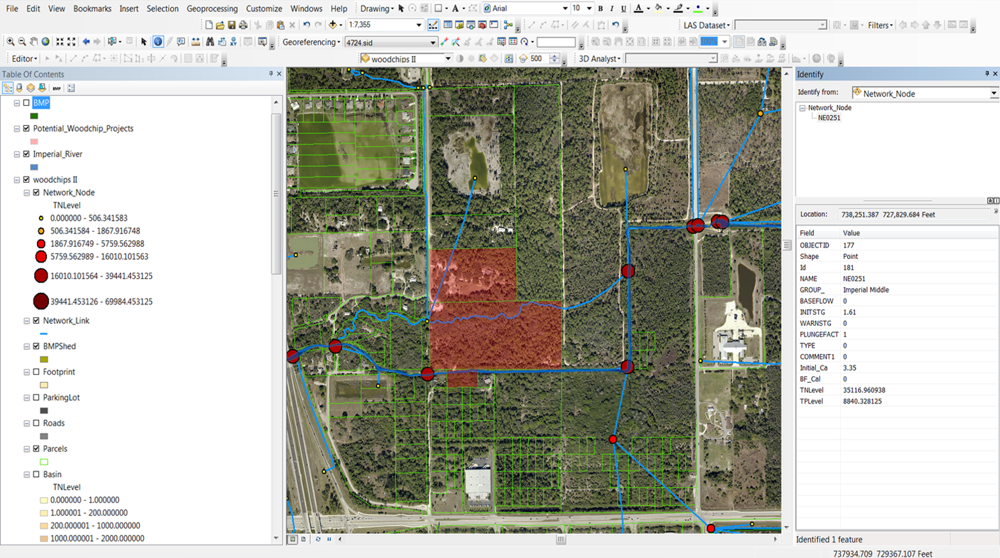 File Edit View Bookmarks Insert Selection Geoprocessing Customize Windows Help Drawing Arial 10 B I U A
1:7,355 LAS Dataset Filters
Georeferencing 4724.sid 100%
Editor woodchips II 500 3D Analyst
Table Of Contents
BMP
BMP
Potential_Woodchip_Projects
Imperial_River
woodchips II
Network_Node
TNLevel
0.000000 - 506.341583
506.341584 - 1867.916748
1867.916749 - 5759.562988
5759.562989 - 16010.101563
16010.101564 - 39441.453125
39441.453126 - 69984.453125
Network_Link
BMPShed
Footprint
ParkingLot
Roads
Parcels
Basin
TNLevel
0.000000 - 1.000000
1.000001 - 200.000000
200.000001 - 1000.000000
1000.000001 - 2000.000000
Identify
Identify from: Network_Node
Network_Node
NE0251
Location: 738,251.387 727,829.684 Feet
Field Value
OBJECTID 177
Shape Point
Id 181
NAME NE0251
GROUP_ Imperial Middle
BASEFLOW 0
INITSTG 1.61
WARNSTG 0
PLUNGEFACT 1
TYPE 0
COMMENT1 0
Initial_Ca 3.35
BF_Cal 0
TNLevel 35116.960938
TPLevel 8840.328125
Identified 1 feature
737934.709 729367.107 Feet